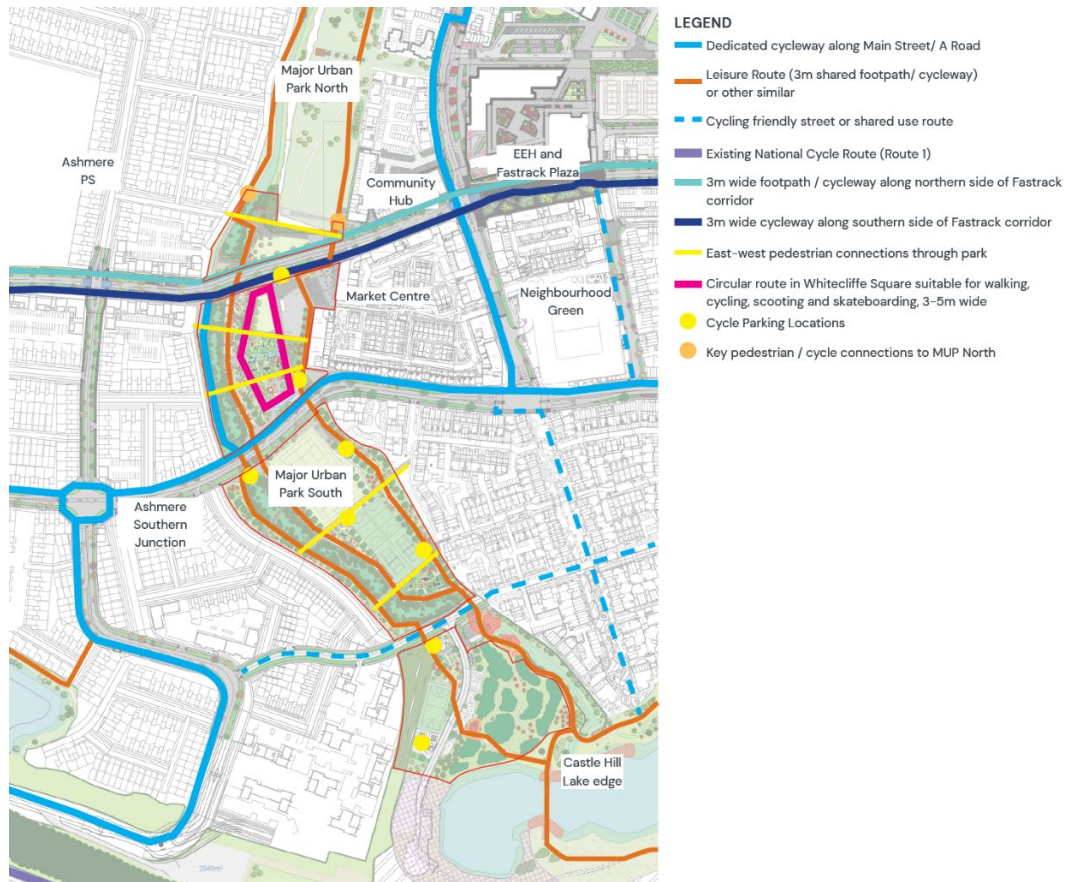 Major Urban
Park North
Ashmere
PS
Community
Hub
EEH and
Fastrack Plaza
Market Centre
Neighbourhood
Green
Major Urban
Park South
Ashmere
Southern
Junction
Castle Hill
Lake edge
2540m²
LEGEND
Dedicated cycleway along Main Street/ A Road
Leisure Route (3m shared footpath/ cycleway)
or other similar
Cycling friendly street or shared use route
Existing National Cycle Route (Route 1)
3m wide footpath / cycleway along northern side of Fastrack
corridor
3m wide cycleway along southern side of Fastrack corridor
East-west pedestrian connections through park
Circular route in Whitecliffe Square suitable for walking,
cycling, scooting and skateboarding, 3-5m wide
Cycle Parking Locations
Key pedestrian / cycle connections to MUP North